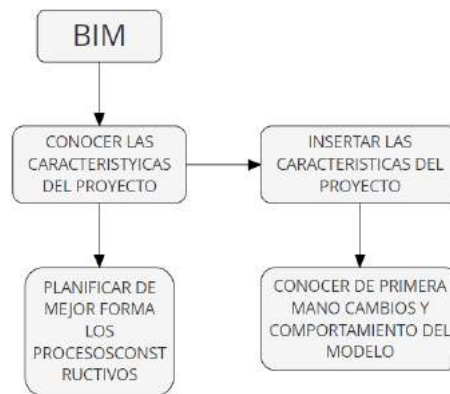 BIM
CONOCER LAS
CARACTERISTYICAS
DEL PROYECTO
INSERTAR LAS
CARACTERISTICAS DEL
PROYECTO
PLANIFICAR DE
MEJOR FORMA
LOS
PROCESOSCONST
RUCTIVOS
CONOCER DE PRIMERA
MANO CAMBIOS Y
COMPORTAMIENTO DEL
MODELO